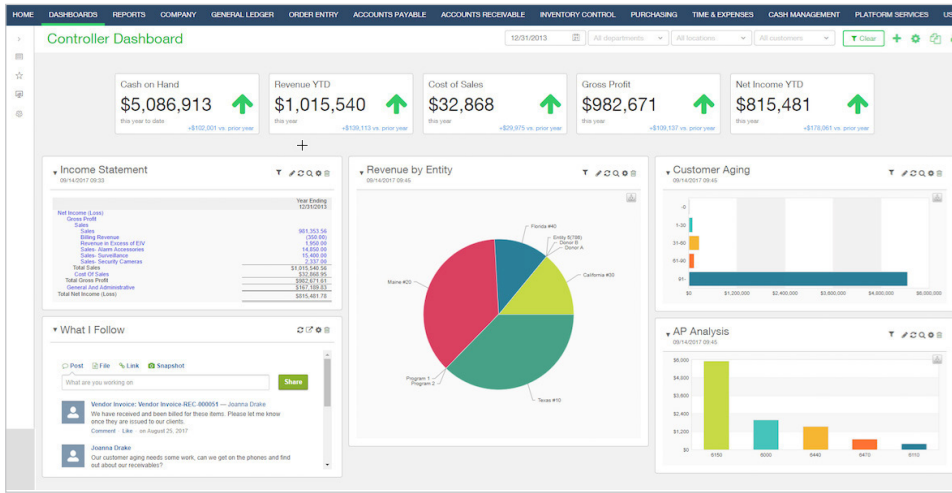 HOME DASHBOARDS REPORTS COMPANY GENERAL LEDGER ORDER ENTRY ACCOUNTS PAYABLE ACCOUNTS RECEIVABLE INVENTORY CONTROL PURCHASING TIME & EXPENSES CASH MANAGEMENT PLATFORM SERVICES US
Controller Dashboard
12/31/2013 All departments All locations All customers Clear
Cash on Hand
$5,086,913
this year to date
+$102,001 vs. prior year
Revenue YTD
$1,015,540
this year
+$109,113 vs. prior year
Cost of Sales
$32,868
this year
+$29,975 vs. prior year
Gross Profit
$982,671
this year
+$109,137 vs. prior year
Net Income YTD
$815,481
this year
+$178,061 vs. prior year
Income Statement
09/14/2017 09:33
Year Ending
12/31/2013
Net Income (Loss)
Gross Profit
Sales
Sales 981,353.56
Billing Revenue (350.00)
Revenue in Excess of EIV 1,950.00
Sales- Alarm Accessories 14,850.00
Sales- Surveillance 15,400.00
Sales- Security Cameras 2,337.00
Total Sales $1,015,540.56
Cost Of Sales $32,868.95
Total Gross Profit $982,671.61
General And Administrative $167,189.83
Total Net Income (Loss) $815,481.78
What I Follow
Post File Link Snapshot
What are you working on
Share
Vendor Invoice: Vendor Invoice-REC-000051 — Joanna Drake
We have received and been billed for these items. Please let me know
once they are issued to our clients.
Comment · Like · on August 25, 2017
Joanna Drake
Our customer aging needs some work, can we get on the phones and find
out about our receivables?
Revenue by Entity
09/14/2017 09:45
Florida #40
Donor B
Donor A
California #30
Maine #20
Program 1
Program 2
Texas #10
Customer Aging
09/14/2017 09:45
-0
1-30
31-60
61-90
91-
$0 $1,200,000 $2,400,000 $3,600,000 $4,800,000 $6,000,000
AP Analysis
09/14/2017 09:45
$6,000
$4,800
$3,600
$2,400
$1,200
$0
6150 6000 6440 6470 6110